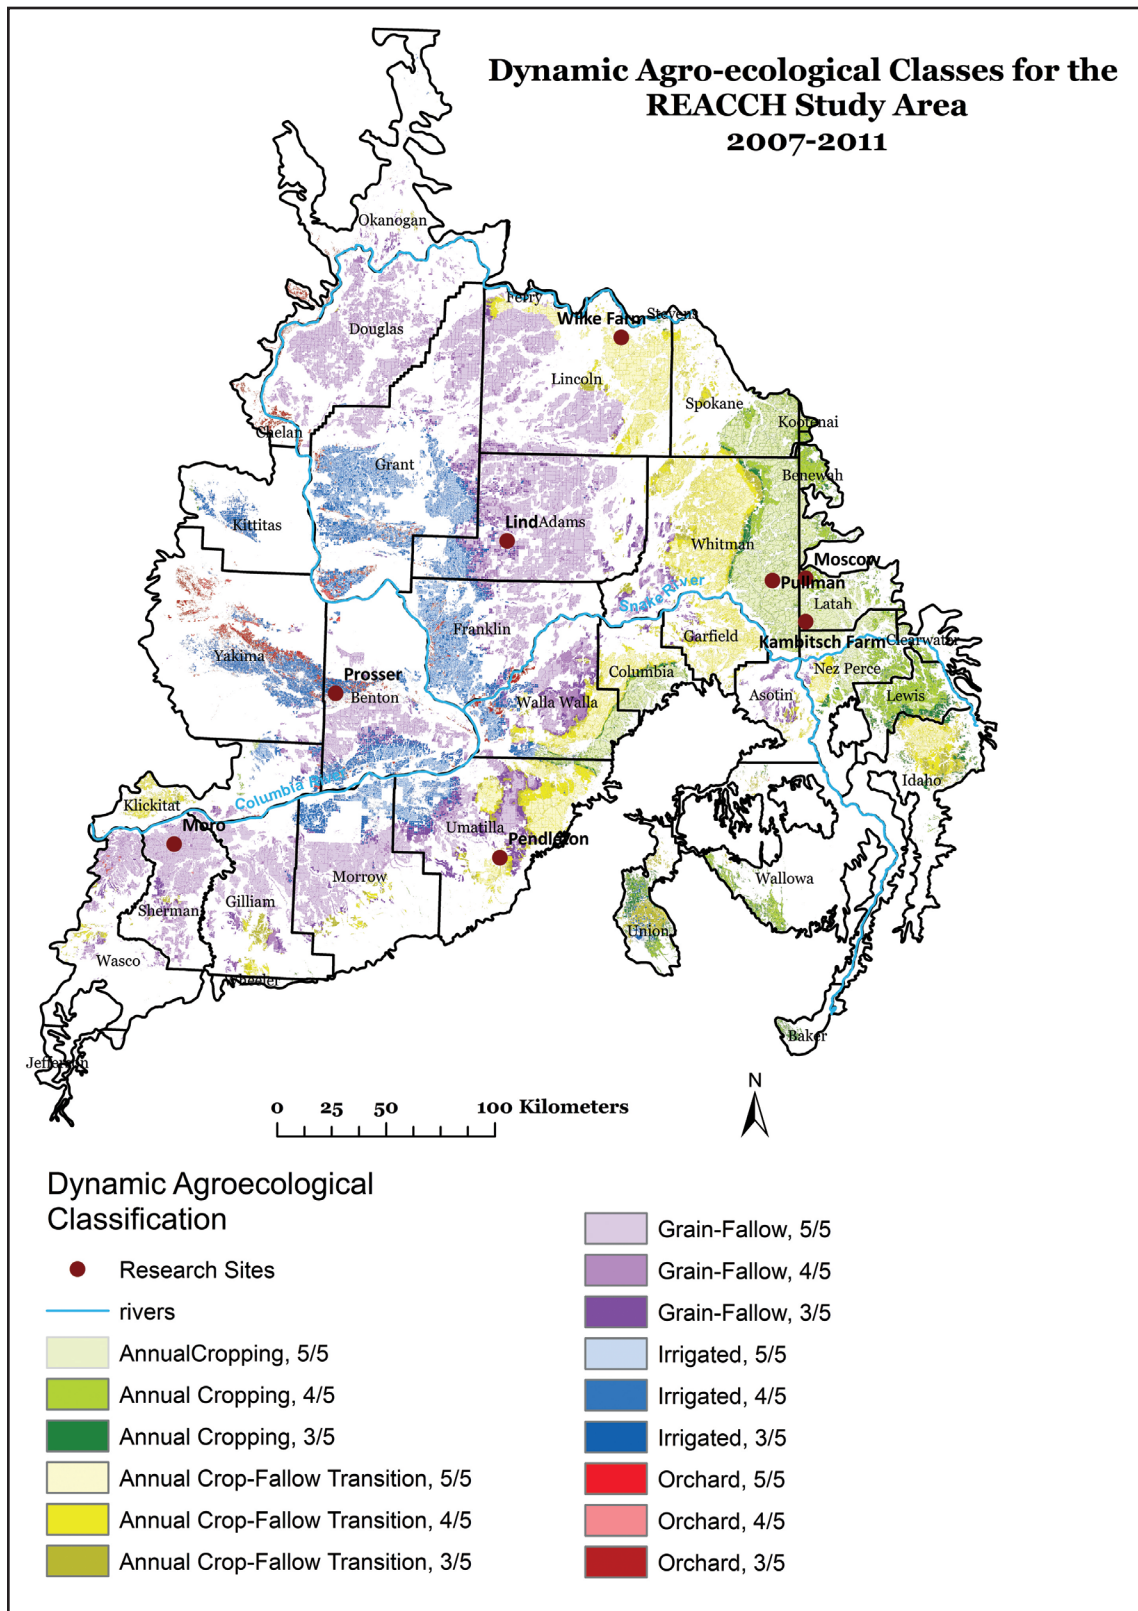 Dynamic Agro-ecological Classes for the
REACCH Study Area
2007-2011
Okanogan
Ferry
Stevens
Wilke Farm
Douglas
Lincoln
Spokane
Kootenai
Chelan
Grant
Benewah
Kittitas
Lind
Adams
Whitman
Moscow
Pullman
Latah
Snake River
Franklin
Garfield
Kambitsch Farm
Clearwater
Yakima
Prosser
Benton
Columbia
Nez Perce
Walla Walla
Asotin
Lewis
Columbia River
Idaho
Klickitat
Moro
Umatilla
Pendleton
Morrow
Wallowa
Sherman
Gilliam
Union
Wasco
Wheeler
Baker
Jefferson
N
0 25 50 100 Kilometers
Dynamic Agroecological
Classification
Research Sites
rivers
AnnualCropping, 5/5
Annual Cropping, 4/5
Annual Cropping, 3/5
Annual Crop-Fallow Transition, 5/5
Annual Crop-Fallow Transition, 4/5
Annual Crop-Fallow Transition, 3/5
Grain-Fallow, 5/5
Grain-Fallow, 4/5
Grain-Fallow, 3/5
Irrigated, 5/5
Irrigated, 4/5
Irrigated, 3/5
Orchard, 5/5
Orchard, 4/5
Orchard, 3/5